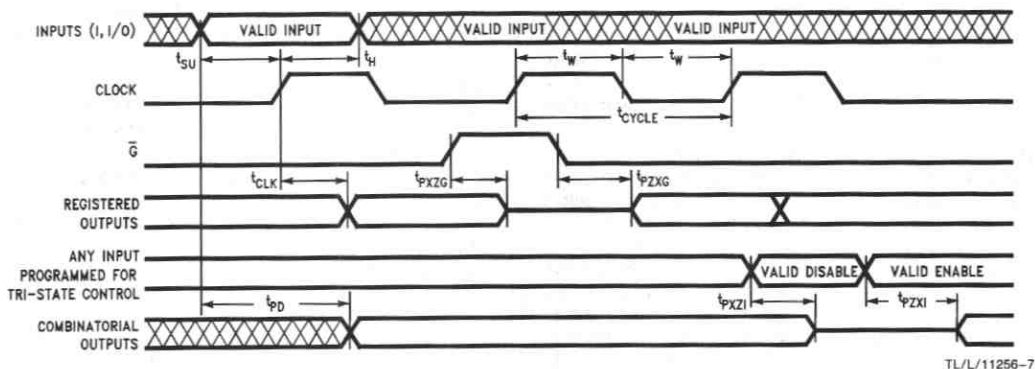 INPUTS (I, I/O)
VALID INPUT
VALID INPUT
VALID INPUT
tSU
tH
tW
tW
CLOCK
tCYCLE
G̅
tCLK
tPXZG
tPZXG
REGISTERED
OUTPUTS
ANY INPUT
PROGRAMMED FOR
TRI-STATE CONTROL
VALID DISABLE
VALID ENABLE
tPD
tPXZI
tPZXI
COMBINATORIAL
OUTPUTS
TL/L/11256-7